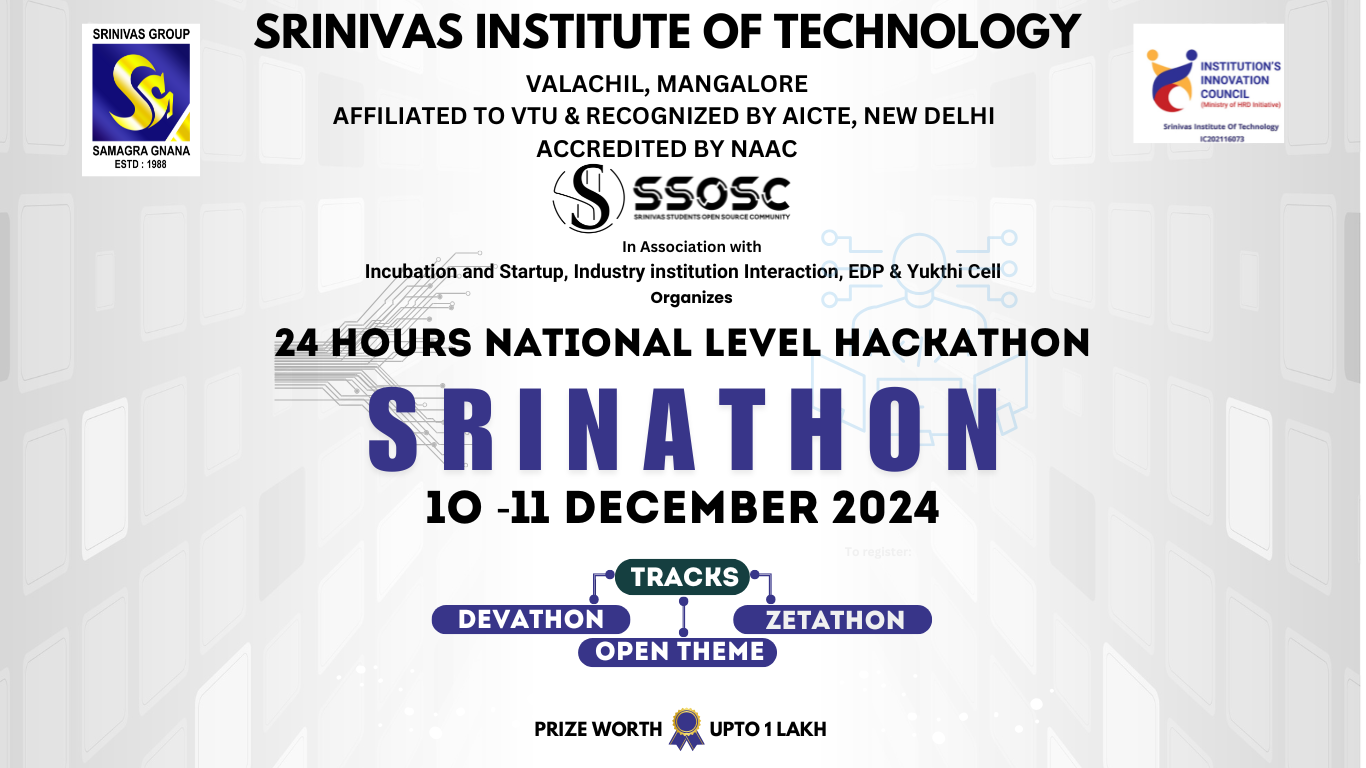 SRINIVAS GROUP
SAMAGRA GNANA
ESTD : 1988
SRINIVAS INSTITUTE OF TECHNOLOGY
VALACHIL, MANGALORE
AFFILIATED TO VTU & RECOGNIZED BY AICTE, NEW DELHI
ACCREDITED BY NAAC
INSTITUTION'S
INNOVATION
COUNCIL
(Ministry of HRD Initiative)
Srinivas Institute Of Technology
IC202116073
S SSOSC
SRINIVAS STUDENTS OPEN SOURCE COMMUNITY
In Association with
Incubation and Startup, Industry institution Interaction, EDP & Yukthi Cell
Organizes
24 HOURS NATIONAL LEVEL HACKATHON
SRINATHON
10 -11 DECEMBER 2024
To register:
TRACKS
DEVATHON ZETATHON
OPEN THEME
PRIZE WORTH UPTO 1 LAKH